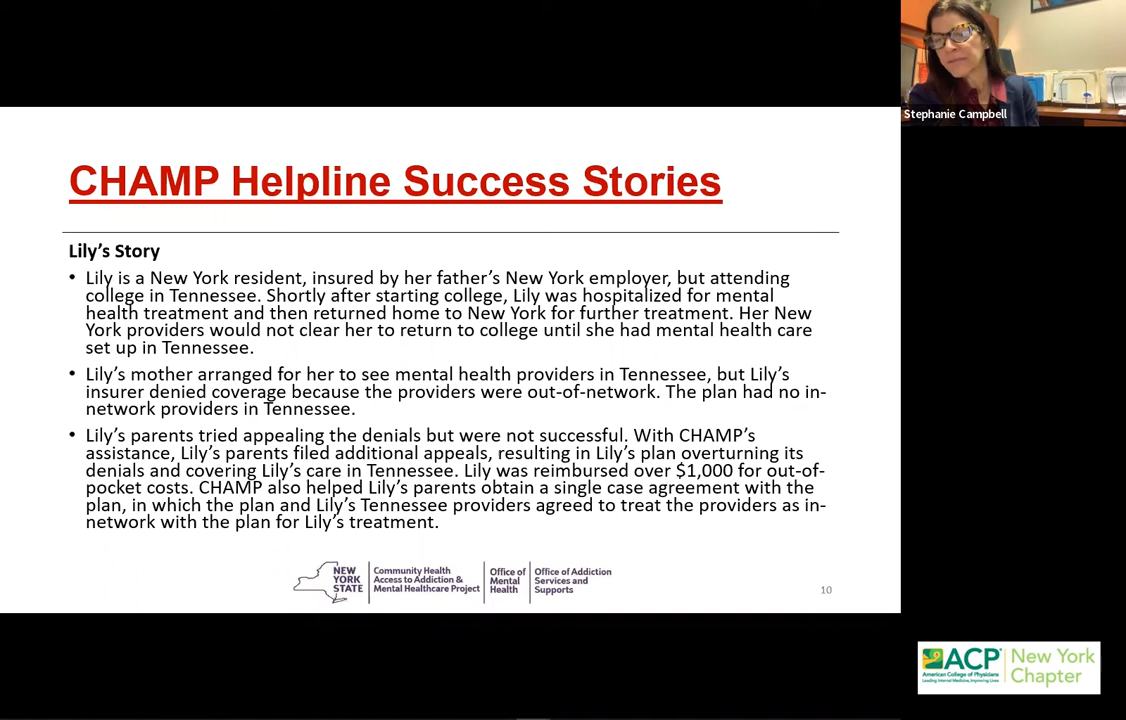 Stephanie Campbell
CHAMP Helpline Success Stories
Lily's Story
• Lily is a New York resident, insured by her father's New York employer, but attending
college in Tennessee. Shortly after starting college, Lily was hospitalized for mental
health treatment and then returned home to New York for further treatment. Her New
York providers would not clear her to return to college until she had mental health care
set up in Tennessee.
• Lily's mother arranged for her to see mental health providers in Tennessee, but Lily's
insurer denied coverage because the providers were out-of-network. The plan had no in-
network providers in Tennessee.
• Lily's parents tried appealing the denials but were not successful. With CHAMP's
assistance, Lily's parents filed additional appeals, resulting in Lily's plan overturning its
denials and covering Lily's care in Tennessee. Lily was reimbursed over $1,000 for out-of-
pocket costs. CHAMP also helped Lily's parents obtain a single case agreement with the
plan, in which the plan and Lily's Tennessee providers agreed to treat the providers as in-
network with the plan for Lily's treatment.
NEW
YORK
STATE
Community Health
Access to Addiction &
Mental Healthcare Project
Office of
Mental
Health
Office of Addiction
Services and
Supports
10
ACP
American College of Physicians
Leading Internal Medicine, Improving Lives
New York
Chapter